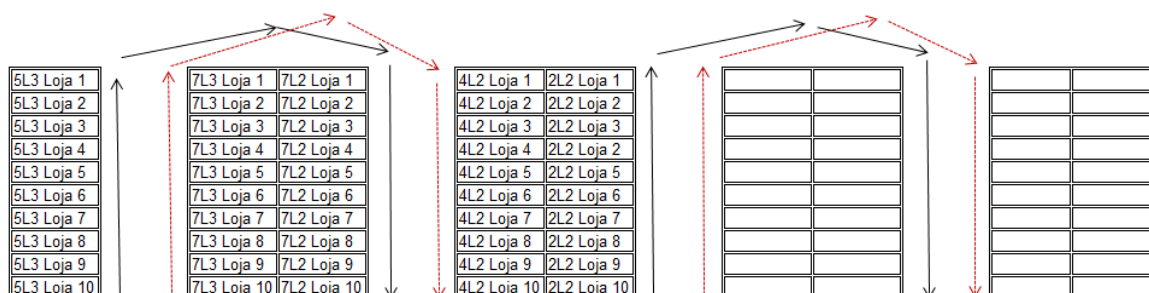 5L3 Loja 1 7L3 Loja 1 7L2 Loja 1 4L2 Loja 1 2L2 Loja 1
5L3 Loja 2 7L3 Loja 2 7L2 Loja 2 4L2 Loja 2 2L2 Loja 2
5L3 Loja 3 7L3 Loja 3 7L2 Loja 3 4L2 Loja 3 2L2 Loja 3
5L3 Loja 4 7L3 Loja 4 7L2 Loja 4 4L2 Loja 4 2L2 Loja 2
5L3 Loja 5 7L3 Loja 5 7L2 Loja 5 4L2 Loja 5 2L2 Loja 5
5L3 Loja 6 7L3 Loja 6 7L2 Loja 6 4L2 Loja 6 2L2 Loja 6
5L3 Loja 7 7L3 Loja 7 7L2 Loja 7 4L2 Loja 7 2L2 Loja 7
5L3 Loja 8 7L3 Loja 8 7L2 Loja 8 4L2 Loja 8 2L2 Loja 8
5L3 Loja 9 7L3 Loja 9 7L2 Loja 9 4L2 Loja 9 2L2 Loja 9
5L3 Loja 10 7L3 Loja 10 7L2 Loja 10 4L2 Loja 10 2L2 Loja 10